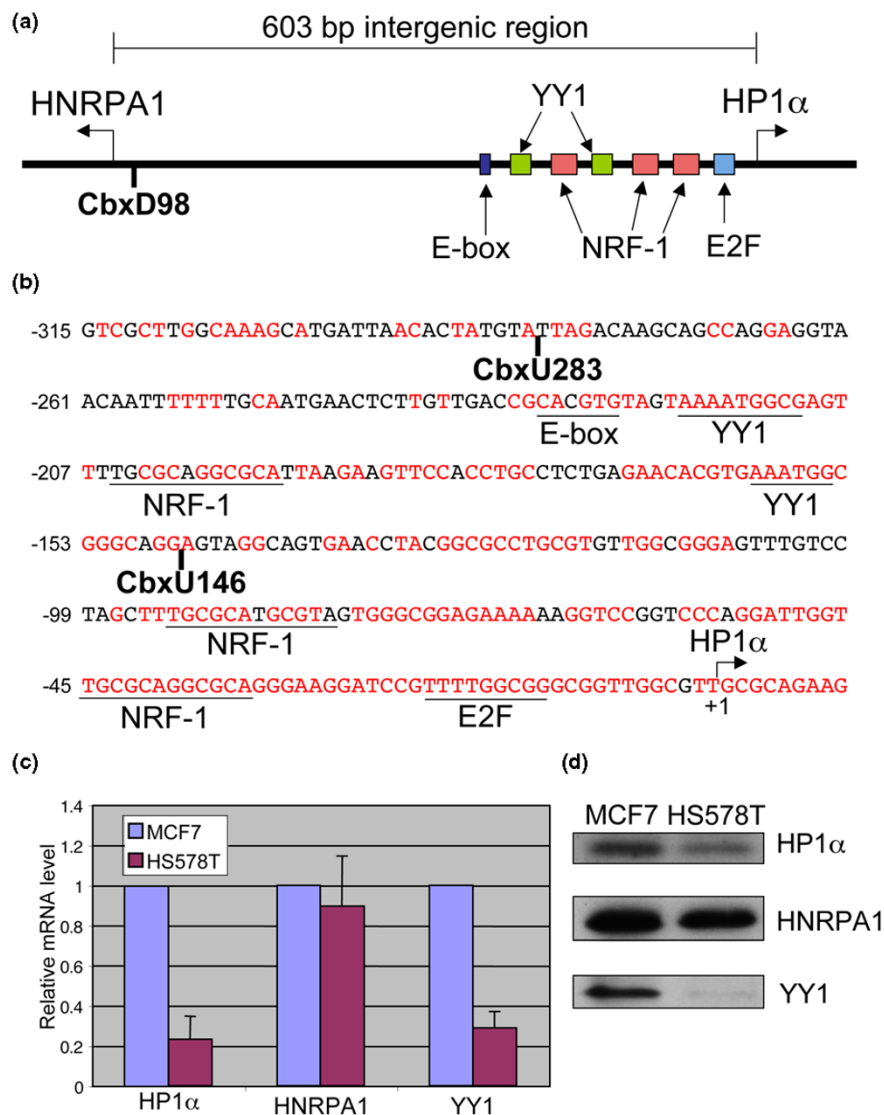 (a)
603 bp intergenic region
HNRPA1
YY1
HP1α
CbxD98
E-box
NRF-1
E2F
(b)
-315 GTCGCTTGGCAAAGCATGATTAACACTATGTATTAGACAAGCAGCCAGGAGGTA
CbxU283
-261 ACAATTTTTTTGCAATGAACTCTTGTTGACCGCACGTGTAGTAAAATGGCGAGT
E-box
YY1
-207 TTTGCGCAGGCGCATTAAGAAGTTCCACCTGCCTCTGAGAACACGTGAAATGGC
NRF-1
YY1
-153 GGGCAGGAGTAGGCAGTGAACCTACGGCGCCTGCGTGTTGGCGGGAGTTTGTCC
CbxU146
-99 TAGCTTTGCGCATGCGTAGTGGGCGGAGAAAAAAGGTCCGGTCCCAGGATTGGT
NRF-1
HP1α
-45 TGCGCAGGCGCAGGGAAGGATCCGTTTTGGCGGGCGGTTGGCGTTGCGCAGAAG
NRF-1
E2F
+1
(c)
Relative mRNA level
1.4
1.2
1
0.8
0.6
0.4
0.2
0
MCF7
HS578T
HP1α
HNRPA1
YY1
(d)
MCF7 HS578T
HP1α
HNRPA1
YY1